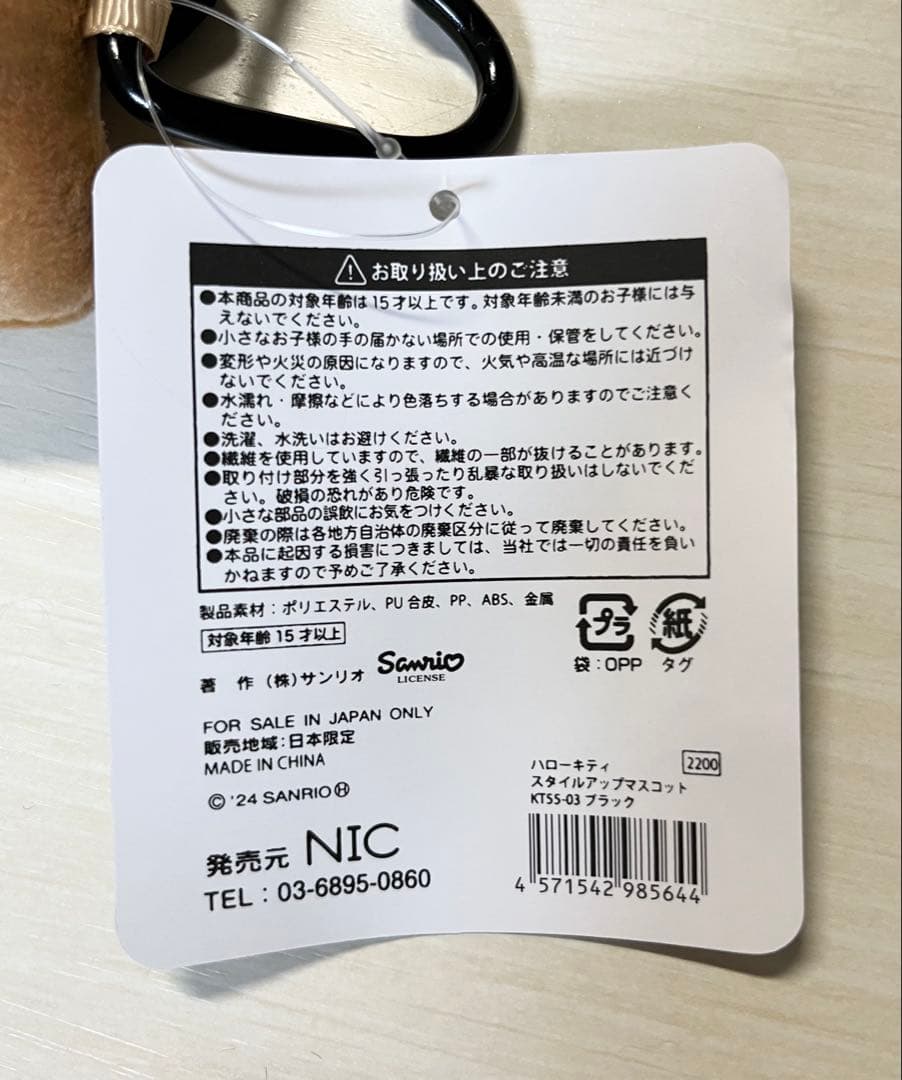 ⚠お取り扱い上のご注意
●本商品の対象年齢は15才以上です。対象年齢未満のお子様には与
えないでください。
●小さなお子様の手の届かない場所での使用・保管をしてください。
●変形や火災の原因になりますので、火気や高温な場所には近づけ
ないでください。
●水濡れ・摩擦などにより色落ちする場合がありますのでご注意く
ださい。
●洗濯、水洗いはお避けください。
●繊維を使用していますので、繊維の一部が抜けることがあります。
●取り付け部分を強く引っ張ったり乱暴な取り扱いはしないでくだ
さい。破損の恐れがあり危険です。
●小さな部品の誤飲にお気をつけください。
●廃棄の際は各地方自治体の廃棄区分に従って廃棄してください。
●本品に起因する損害につきましては、当社では一切の責任を負い
かねますので予めご了承ください。
製品素材：ポリエステル、PU合皮、PP、ABS、金属
対象年齢15才以上
プラ 紙
袋：OPP タグ
著 作 (株)サンリオ Sanrio
LICENSE
FOR SALE IN JAPAN ONLY
販売地域:日本限定
MADE IN CHINA
© '24 SANRIO Ⓗ
発売元 NIC
TEL：03-6895-0860
ハローキティ 2200
スタイルアップマスコット
KTS5-03 ブラック
4 571542 985644